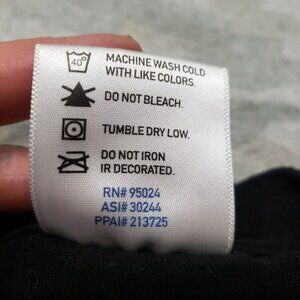 40°
MACHINE WASH COLD
WITH LIKE COLORS.
DO NOT BLEACH.
TUMBLE DRY LOW.
DO NOT IRON
IR DECORATED.
RN# 95024
ASI# 30244
PPAI# 213725